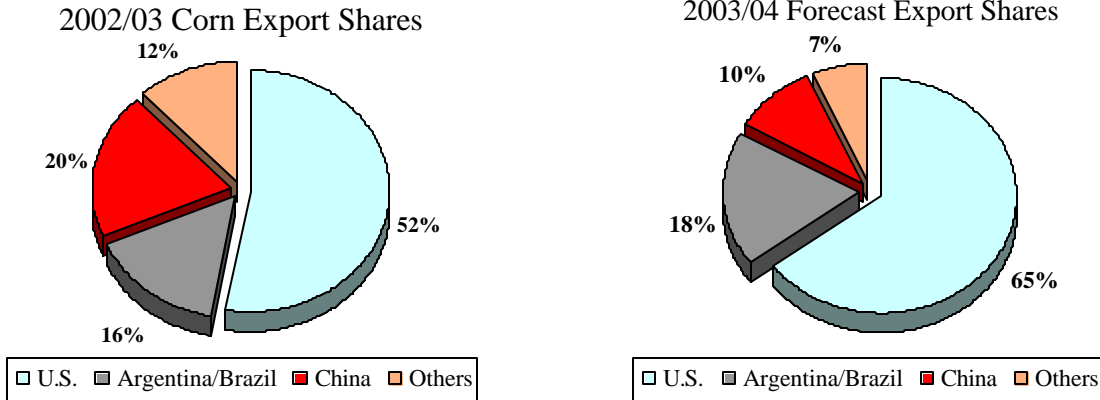 2002/03 Corn Export Shares
12%
20%
52%
16%
U.S. Argentina/Brazil China Others
2003/04 Forecast Export Shares
7%
10%
18%
65%
U.S. Argentina/Brazil China Others